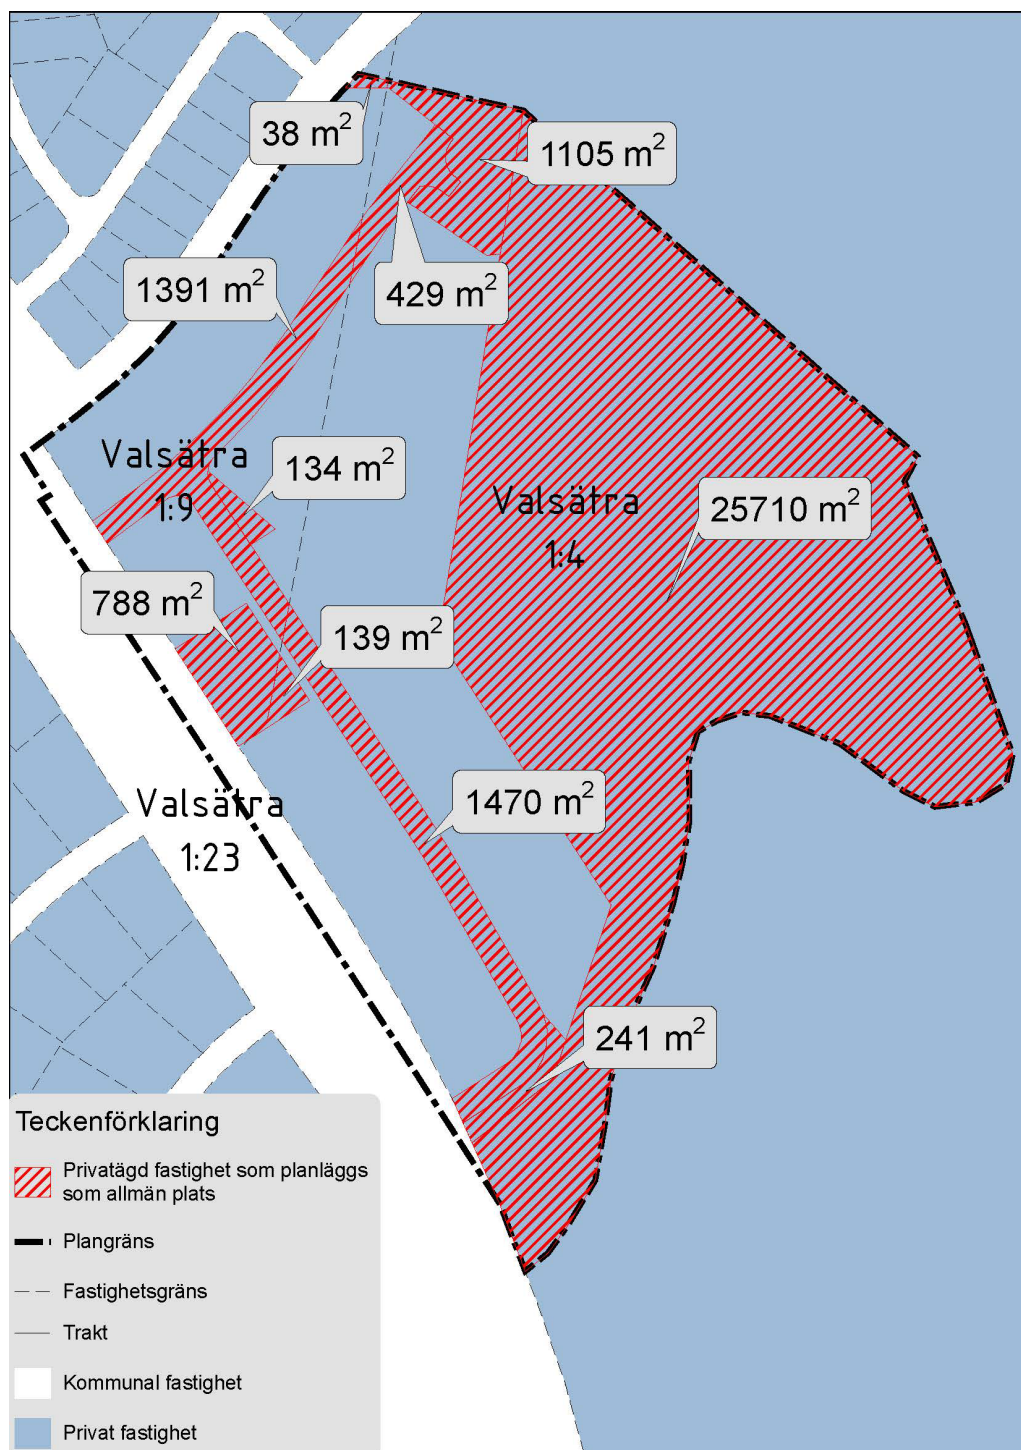 38 m²
1105 m²
1391 m²
429 m²
Valsätra
1:9
134 m²
Valsätra
1:4
25710 m²
788 m²
139 m²
Valsätra
1:23
1470 m²
241 m²
Teckenförklaring
Privatägd fastighet som planläggs
som allmän plats
Plangräns
Fastighetsgräns
Trakt
Kommunal fastighet
Privat fastighet